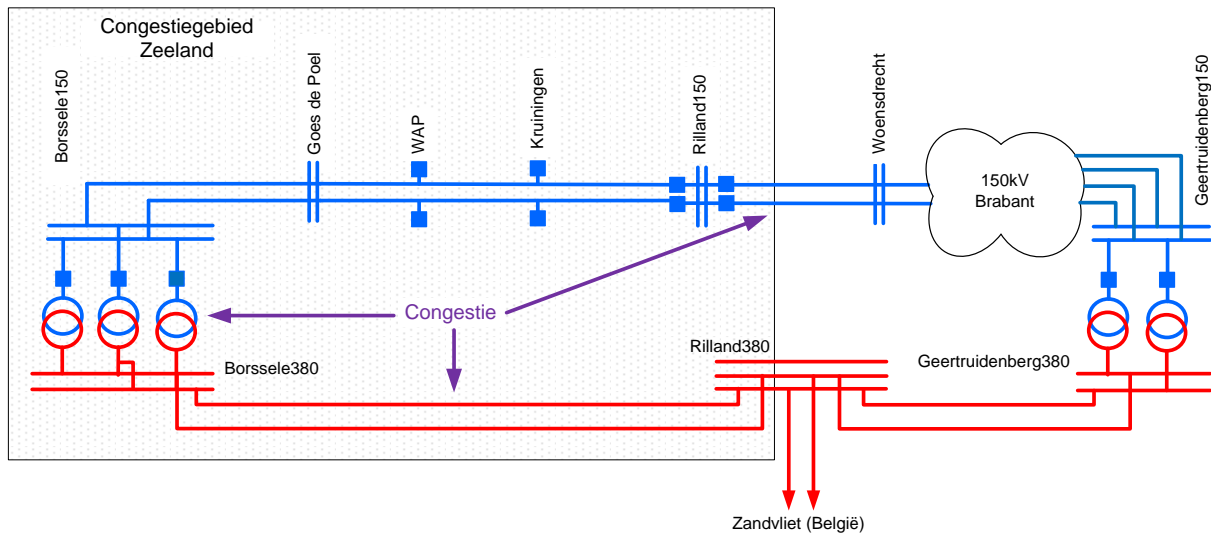 Congestiegebied
Zeeland
Borssele150
Goes de Poel
WAP
Kruiningen
Rilland150
Woensdrecht
150kV
Brabant
Geertruidenberg150
Congestie
Borssele380
Rilland380
Geertruidenberg380
Zandvliet (België)